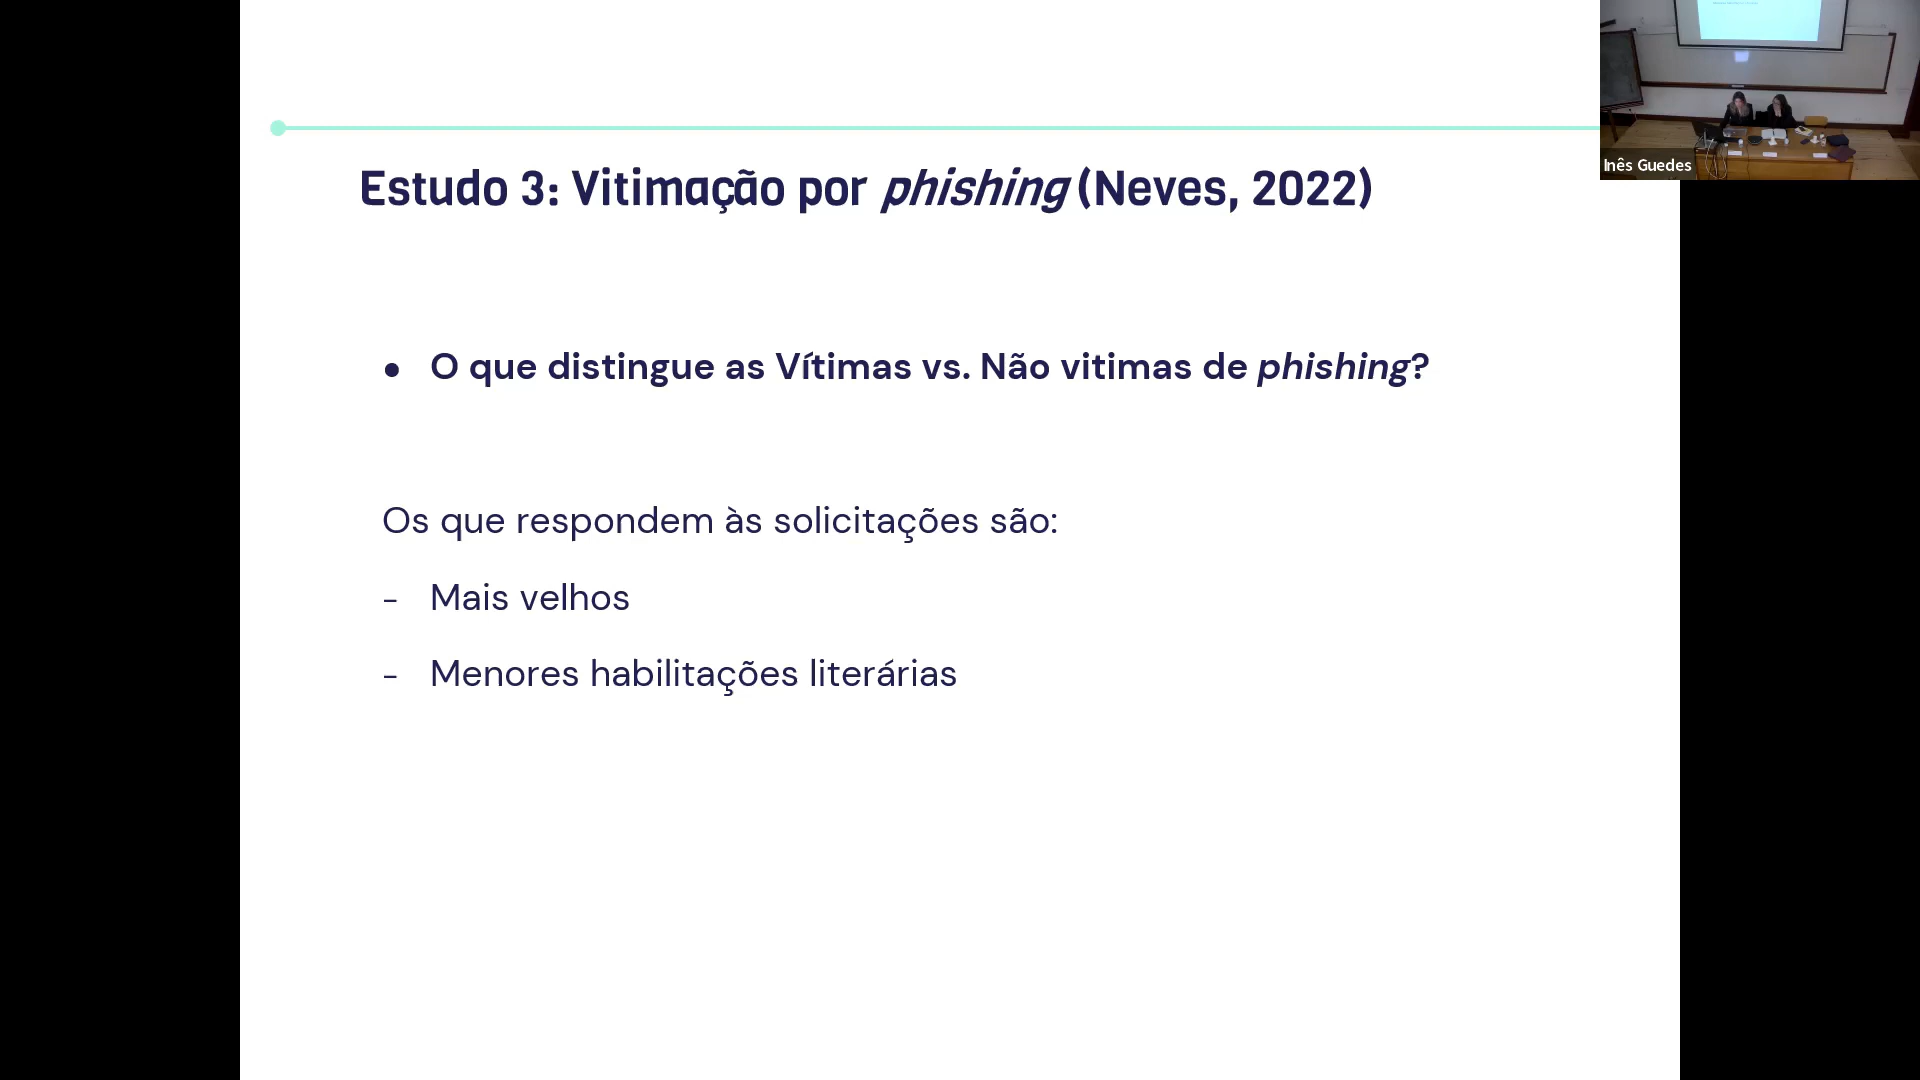 Estudo 3: Vitimação por phishing (Neves, 2022)
Inês Guedes
● O que distingue as Vítimas vs. Não vitimas de phishing?
Os que respondem às solicitações são:
- Mais velhos
- Menores habilitações literárias